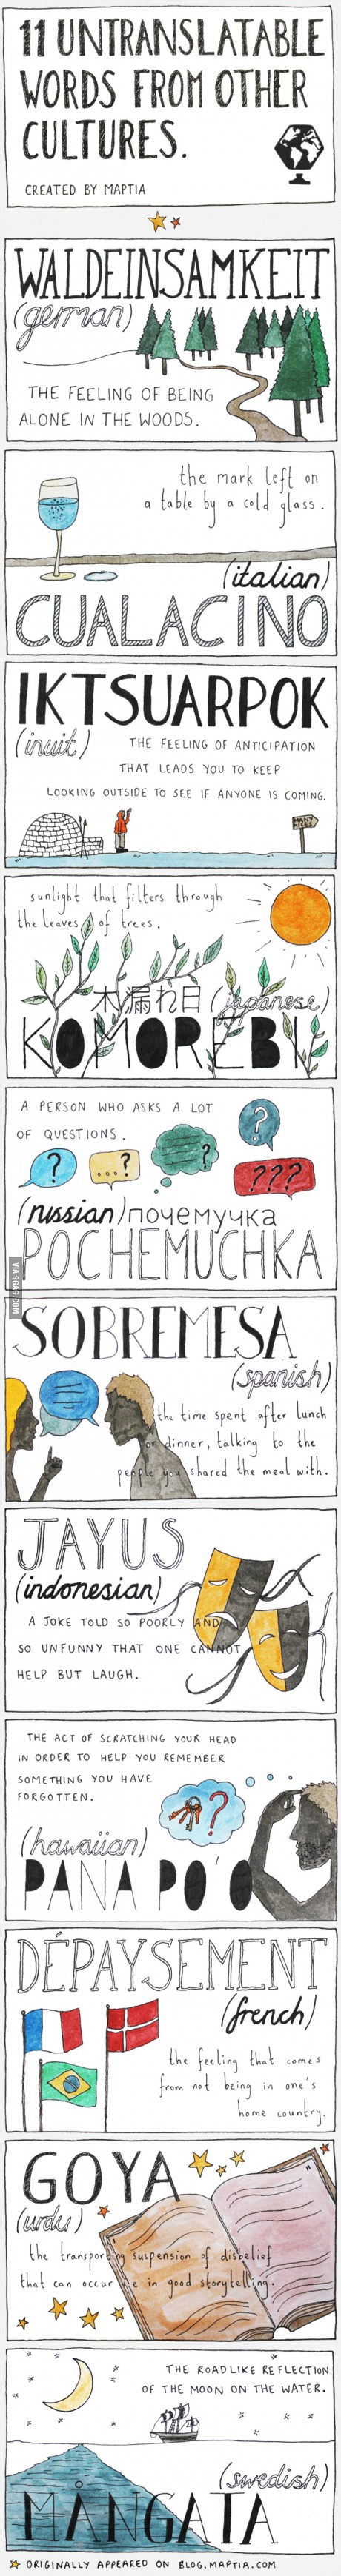 11 UNTRANSLATABLE
WORDS FROM OTHER
CULTURES.
CREATED BY MAPTIA
WALDEINSAMKEIT
(german)
THE FEELING OF BEING
ALONE IN THE WOODS.
the mark left on
a table by a cold glass.
(italian)
CUALACINO
IKTSUARPOK
(inuit)
THE FEELING OF ANTICIPATION
THAT LEADS YOU TO KEEP
LOOKING OUTSIDE TO SEE IF ANYONE IS COMING.
MANY
MILES
sunlight that filters through
the leaves of trees.
木漏れ日 (japanese)
KOMOREBI
A PERSON WHO ASKS A LOT
OF QUESTIONS.
?
?
...?
?
???
(russian) почемучка
POCHEMUCHKA
VIA 9GAG.COM
SOBREMESA
(spanish)
the time spent after lunch
or dinner, talking to the
people you shared the meal with.
JAYUS
(indonesian)
A JOKE TOLD SO POORLY AND
SO UNFUNNY THAT ONE CANNOT
HELP BUT LAUGH.
THE ACT OF SCRATCHING YOUR HEAD
IN ORDER TO HELP YOU REMEMBER
SOMETHING YOU HAVE
FORGOTTEN.
?
(hawaiian)
PANA PO'O
DÉPAYSEMENT
(french)
the feeling that comes
from not being in one's
home country.
GOYA
(urdu)
the transporting suspension of disbelief
that can occur in good storytelling.
THE ROADLIKE REFLECTION
OF THE MOON ON THE WATER.
(swedish)
MÅNGATA
ORIGINALLY APPEARED ON BLOG.MAPTIA.COM